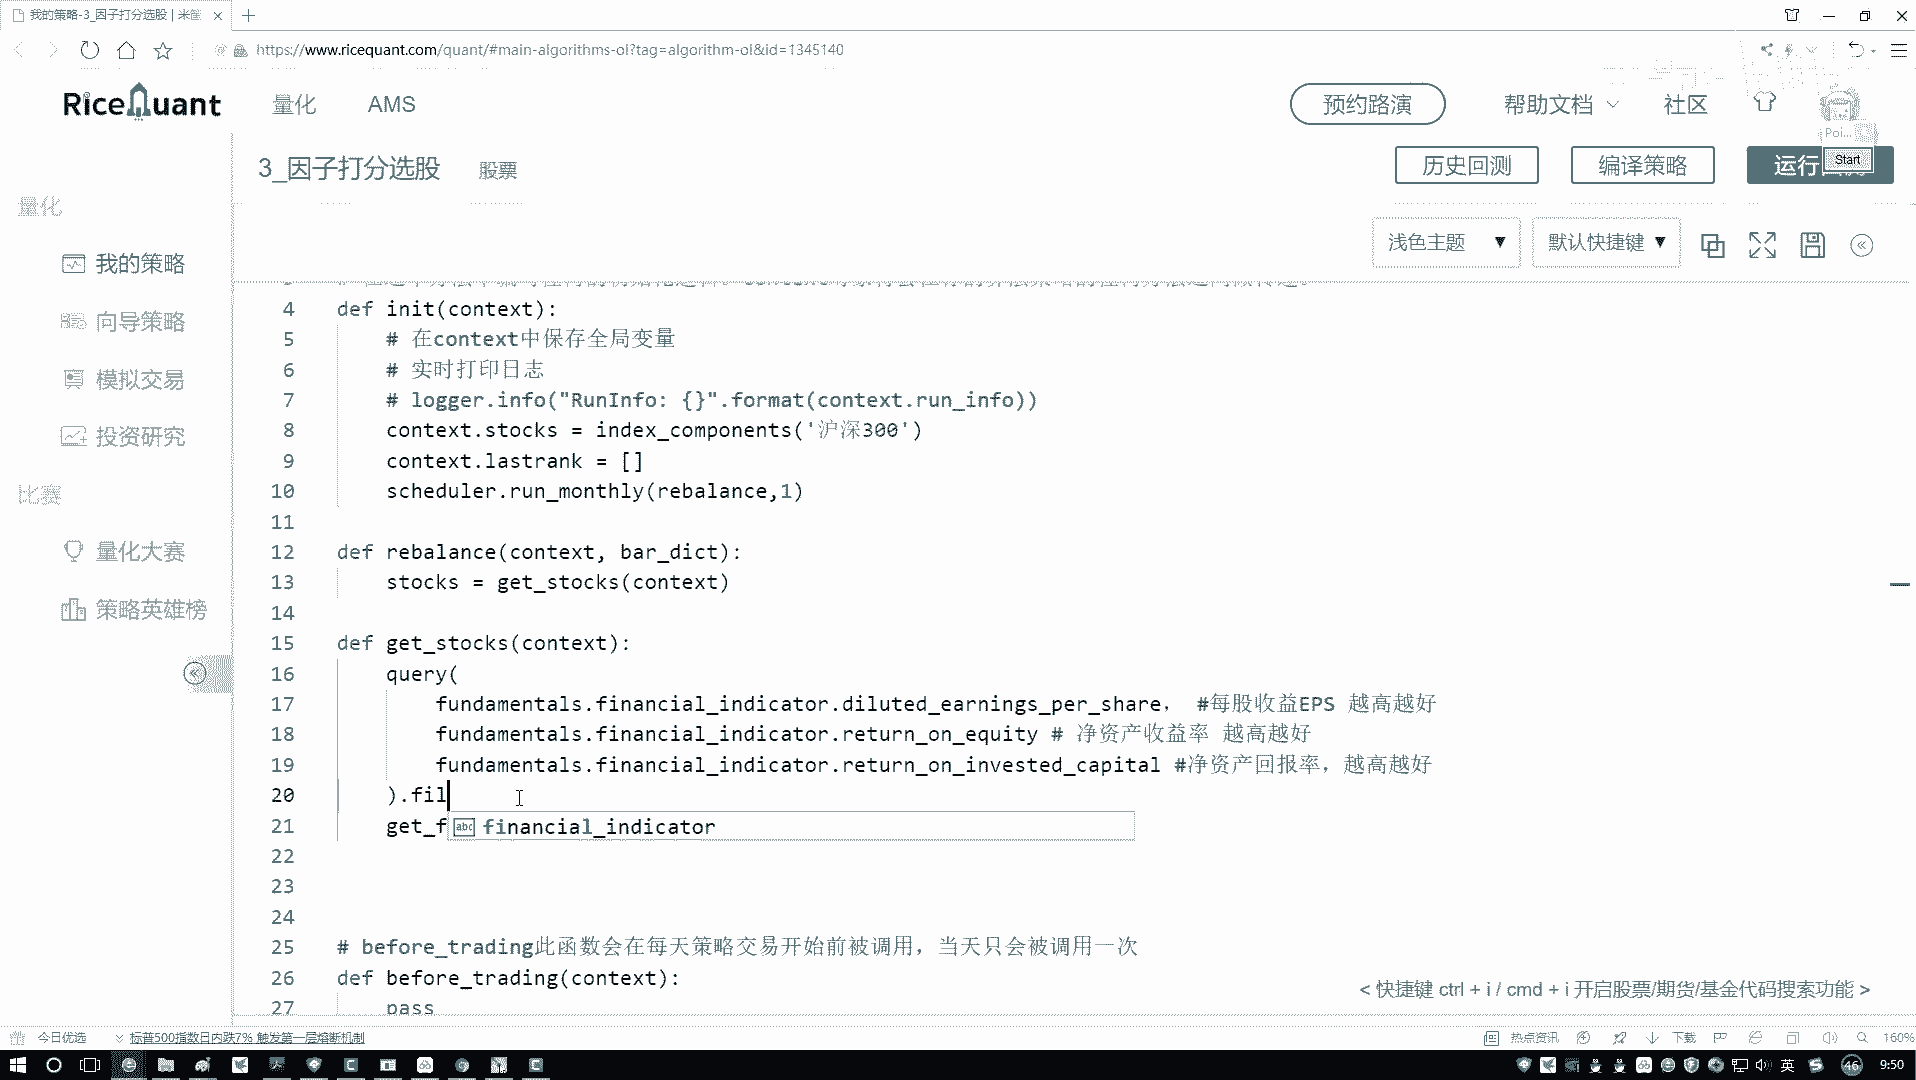 我的策略-3_因子打分选股 | 米筐
https://www.ricequant.com/quant/#main-algorithms-ol?tag=algorithm-ol&id=1345140
RiceQuant
量化
AMS
预约路演
帮助文档
社区
Poi...
3_因子打分选股
股票
历史回测
编译策略
运行
Start
量化
我的策略
向导策略
模拟交易
投资研究
比赛
量化大赛
策略英雄榜
浅色主题 ▼
默认快捷键 ▼
4 def init(context):
5 # 在context中保存全局变量
6 # 实时打印日志
7 # logger.info("RunInfo: {}".format(context.run_info))
8 context.stocks = index_components('沪深300')
9 context.lastrank = []
10 scheduler.run_monthly(rebalance,1)
11
12 def rebalance(context, bar_dict):
13 stocks = get_stocks(context)
14
15 def get_stocks(context):
16 query(
17 fundamentals.financial_indicator.diluted_earnings_per_share， #每股收益EPS 越高越好
18 fundamentals.financial_indicator.return_on_equity # 净资产收益率 越高越好
19 fundamentals.financial_indicator.return_on_invested_capital #净资产回报率，越高越好
20 ).fil
21 get_f
abc financial_indicator
22
23
24
25 # before_trading此函数会在每天策略交易开始前被调用，当天只会被调用一次
26 def before_trading(context):
27 pass
< 快捷键 ctrl + i / cmd + i 开启股票/期货/基金代码搜索功能 >
今日优选
标普500指数日内跌7% 触发第一层熔断机制
热点资讯
下载
160%
英
46
9:50